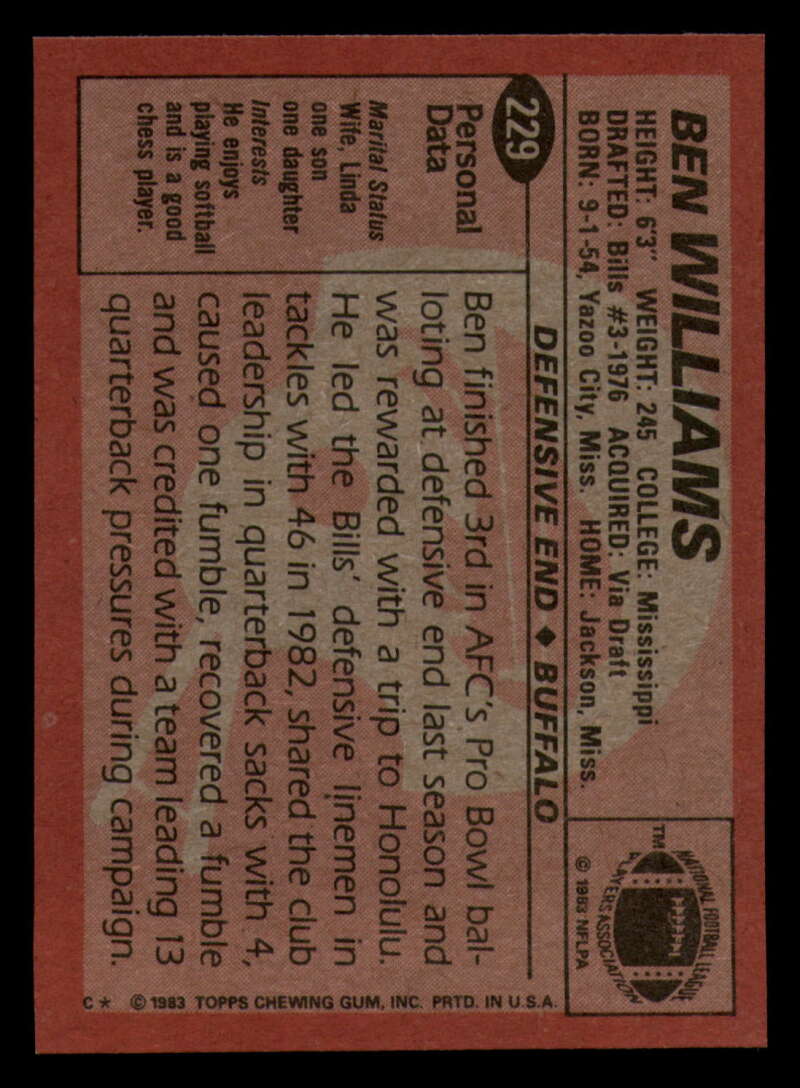 BEN WILLIAMS
HEIGHT: 6'3" WEIGHT: 245 COLLEGE: Mississippi
DRAFTED: Bills #3-1976 ACQUIRED: Via Draft
BORN: 9-1-54, Yazoo City, Miss. HOME: Jackson, Miss.
TM
NATIONAL FOOTBALL LEAGUE
PLAYERS ASSOCIATION
© 1983 NFLPA
229
DEFENSIVE END ♦ BUFFALO
Personal
Data
Marital Status
Wife, Linda
one son
one daughter
Interests
He enjoys
playing softball
and is a good
chess player.
Ben finished 3rd in AFC's Pro Bowl bal-
loting at defensive end last season and
was rewarded with a trip to Honolulu.
He led the Bills' defensive linemen in
tackles with 46 in 1982, shared the club
leadership in quarterback sacks with 4,
caused one fumble, recovered a fumble
and was credited with a team leading 13
quarterback pressures during campaign.
C* © 1983 TOPPS CHEWING GUM, INC. PRTD. IN U.S.A.